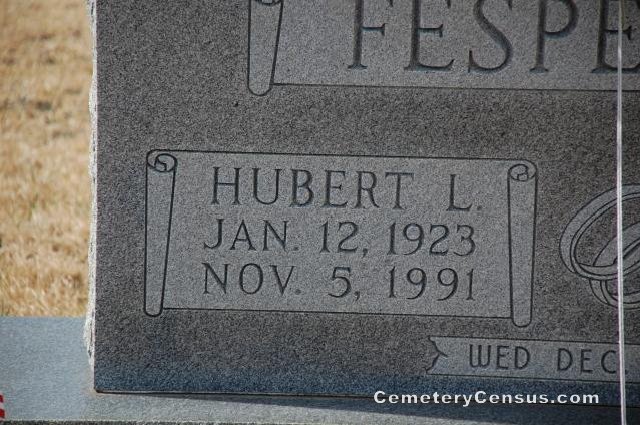 FESPE
HUBERT L.
JAN. 12, 1923
NOV. 5, 1991
WED DEC
CemeteryCensus.com